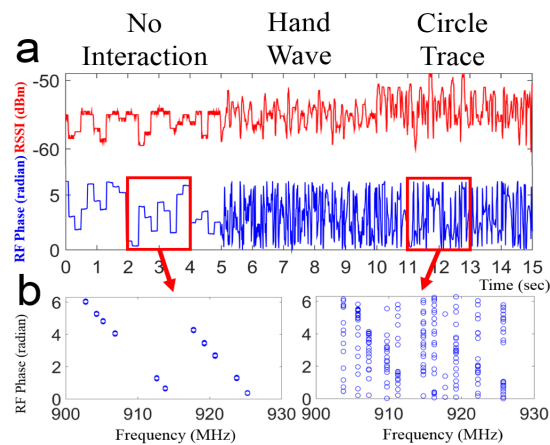 No Interaction
Hand Wave
Circle Trace
a
RF Phase (radian) RSSI (dBm)
-50
-60
5
0
0 1 2 3 4 5 6 7 8 9 10 11 12 13 14 15
Time (sec)
b
RF Phase (radian)
6
4
2
0
900 910 920 930
Frequency (MHz)
6
4
2
0
900 910 920 930
Frequency (MHz)